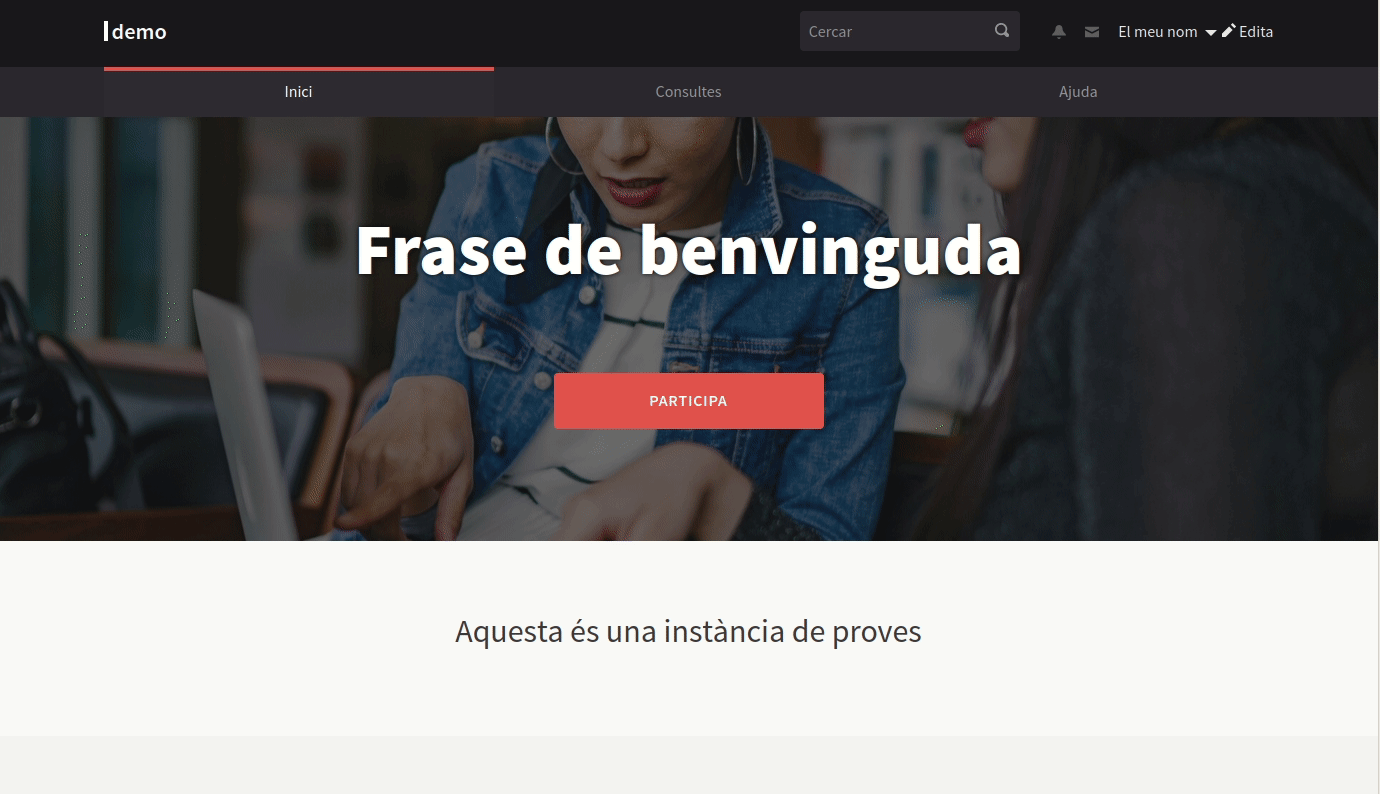 demo
Cercar
El meu nom
Edita
Inici
Consultes
Ajuda
Frase de benvinguda
PARTICIPA
Aquesta és una instància de proves